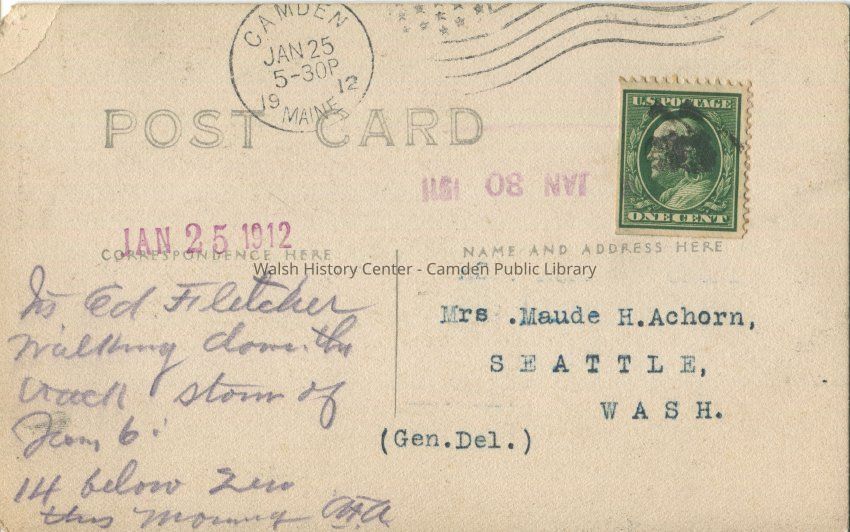 CAMDEN
JAN 25
5-30P
19 12
MAINE
U.S. POSTAGE
ONE CENT
POST CARD
JAN 30 1911
JAN 25 1912
CORRESPONDENCE HERE
NAME AND ADDRESS HERE
Walsh History Center - Camden Public Library
Ed Fletcher
walking down the
track storm of
Jan, 6.
14 below Zero
this morning
Mrs .Maude H.Achorn,
SEATTLE,
WASH.
(Gen.Del.)